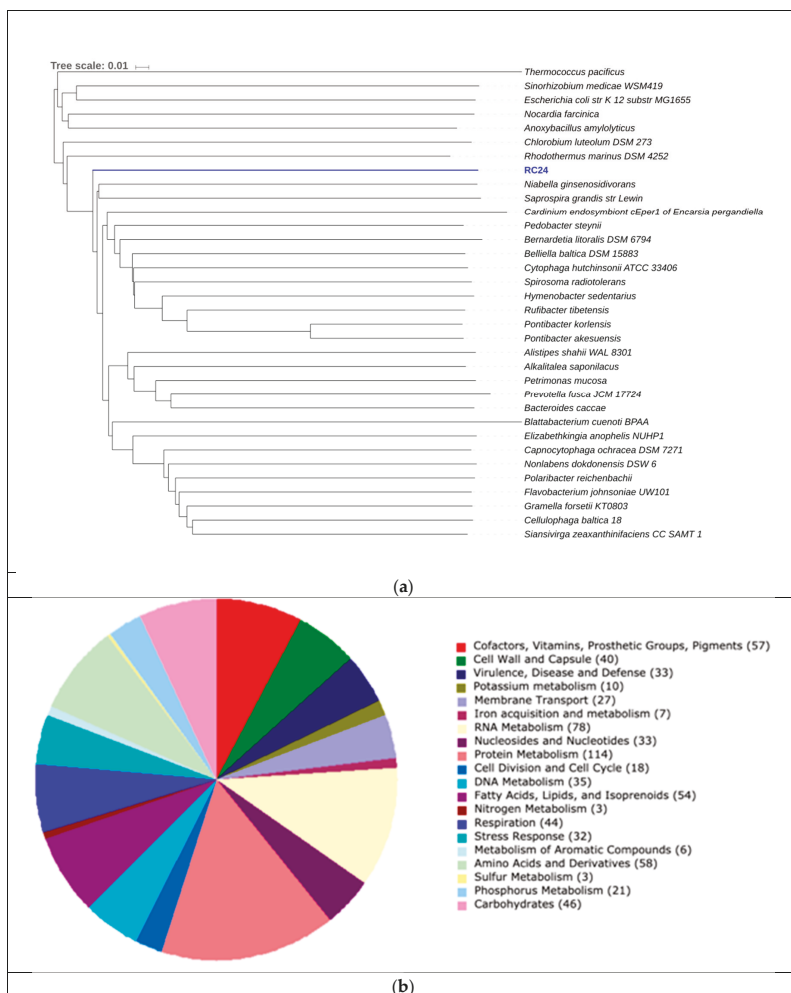 Tree scale: 0.01
Thermococcus pacificus
Sinorhizobium medicae WSM419
Escherichia coli str K 12 substr MG1655
Nocardia farcinica
Anoxybacillus amylolyticus
Chlorobium luteolum DSM 273
Rhodothermus marinus DSM 4252
RC24
Niabella ginsenosidivorans
Saprospira grandis str Lewin
Cardinium endosymbiont cEper1 of Encarsia pergandiella
Pedobacter steynii
Bernardetia litoralis DSM 6794
Belliella baltica DSM 15883
Cytophaga hutchinsonii ATCC 33406
Spirosoma radiotolerans
Hymenobacter sedentarius
Rufibacter tibetensis
Pontibacter korlensis
Pontibacter akesuensis
Alistipes shahii WAL 8301
Alkalitalea saponilacus
Petrimonas mucosa
Prevotella fusca JCM 17724
Bacteroides caccae
Blattabacterium cuenoti BPAA
Elizabethkingia anophelis NUHP1
Capnocytophaga ochracea DSM 7271
Nonlabens dokdonensis DSW 6
Polaribacter reichenbachii
Flavobacterium johnsoniae UW101
Gramella forsetii KT0803
Cellulophaga baltica 18
Siansivirga zeaxanthinifaciens CC SAMT 1
(a)
Cofactors, Vitamins, Prosthetic Groups, Pigments (57)
Cell Wall and Capsule (40)
Virulence, Disease and Defense (33)
Potassium metabolism (10)
Membrane Transport (27)
Iron acquisition and metabolism (7)
RNA Metabolism (78)
Nucleosides and Nucleotides (33)
Protein Metabolism (114)
Cell Division and Cell Cycle (18)
DNA Metabolism (35)
Fatty Acids, Lipids, and Isoprenoids (54)
Nitrogen Metabolism (3)
Respiration (44)
Stress Response (32)
Metabolism of Aromatic Compounds (6)
Amino Acids and Derivatives (58)
Sulfur Metabolism (3)
Phosphorus Metabolism (21)
Carbohydrates (46)
(b)